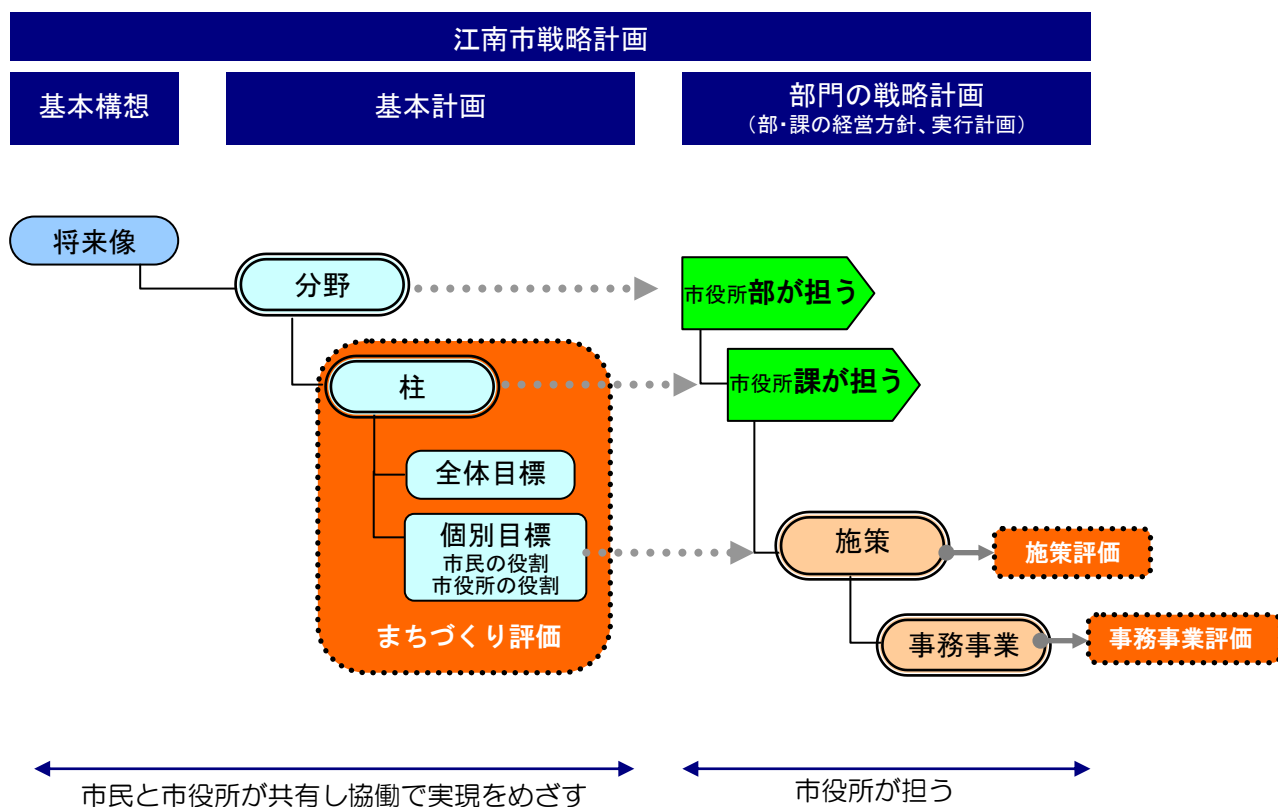 江南市戦略計画
基本構想
基本計画
部門の戦略計画
（部・課の経営方針、実行計画）
将来像
分野
市役所部が担う
柱
市役所課が担う
全体目標
個別目標
市民の役割
市役所の役割
まちづくり評価
施策
施策評価
事務事業
事務事業評価
市民と市役所が共有し協働で実現をめざす
市役所が担う